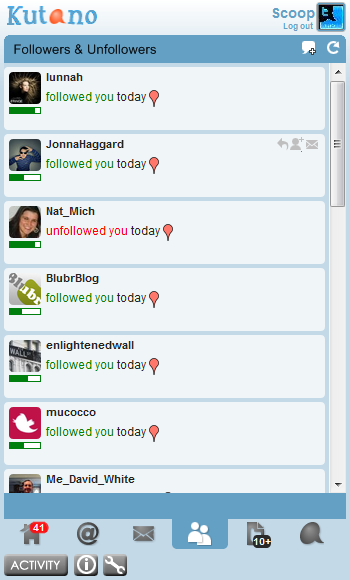 Kutano
Scoop
Log out
Followers & Unfollowers
lunnah
followed you today
JonnaHaggard
followed you today
Nat_Mich
unfollowed you today
BlubrBlog
followed you today
enlightenedwall
followed you today
mucocco
followed you today
Me_David_White
41
10+
ACTIVITY